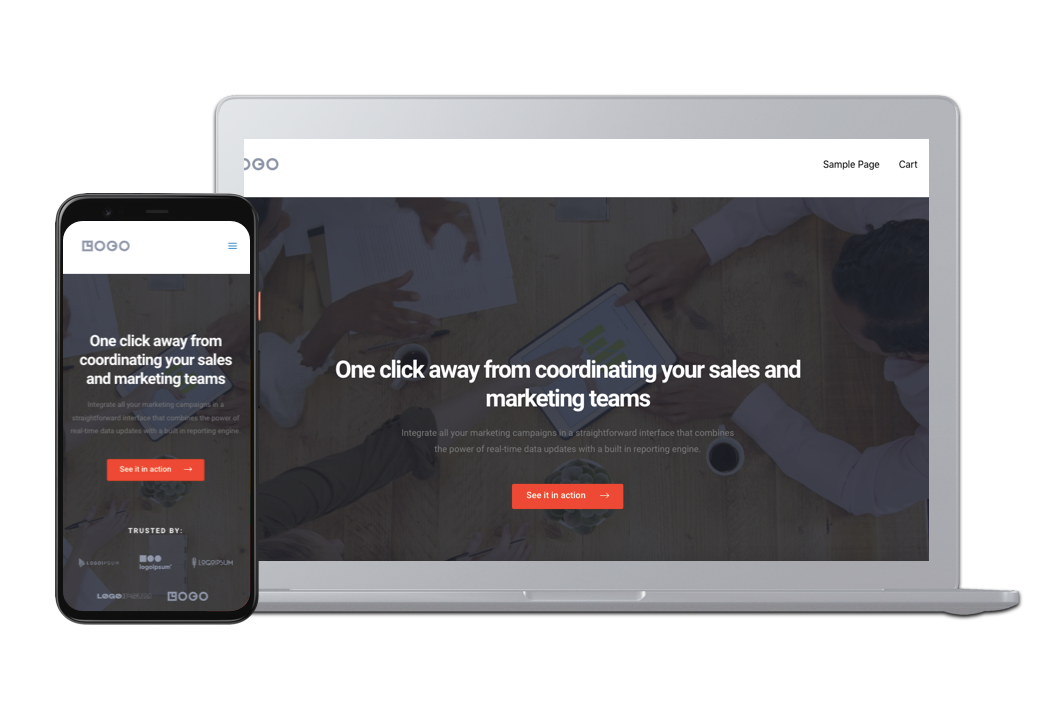 OGO
Sample Page Cart
One click away from coordinating your sales and
marketing teams
Integrate all your marketing campaigns in a straightforward interface that combines
the power of real-time data updates with a built in reporting engine.
See it in action →
LOGO
One click away from
coordinating your sales
and marketing teams
Integrate all your marketing campaigns in a
straightforward interface that combines the power of
real-time data updates with a built in reporting engine.
See it in action →
TRUSTED BY:
LOGOIPSUM
logoipsum®
LOGOIPSUM
LOGOIPSUM
LOGO